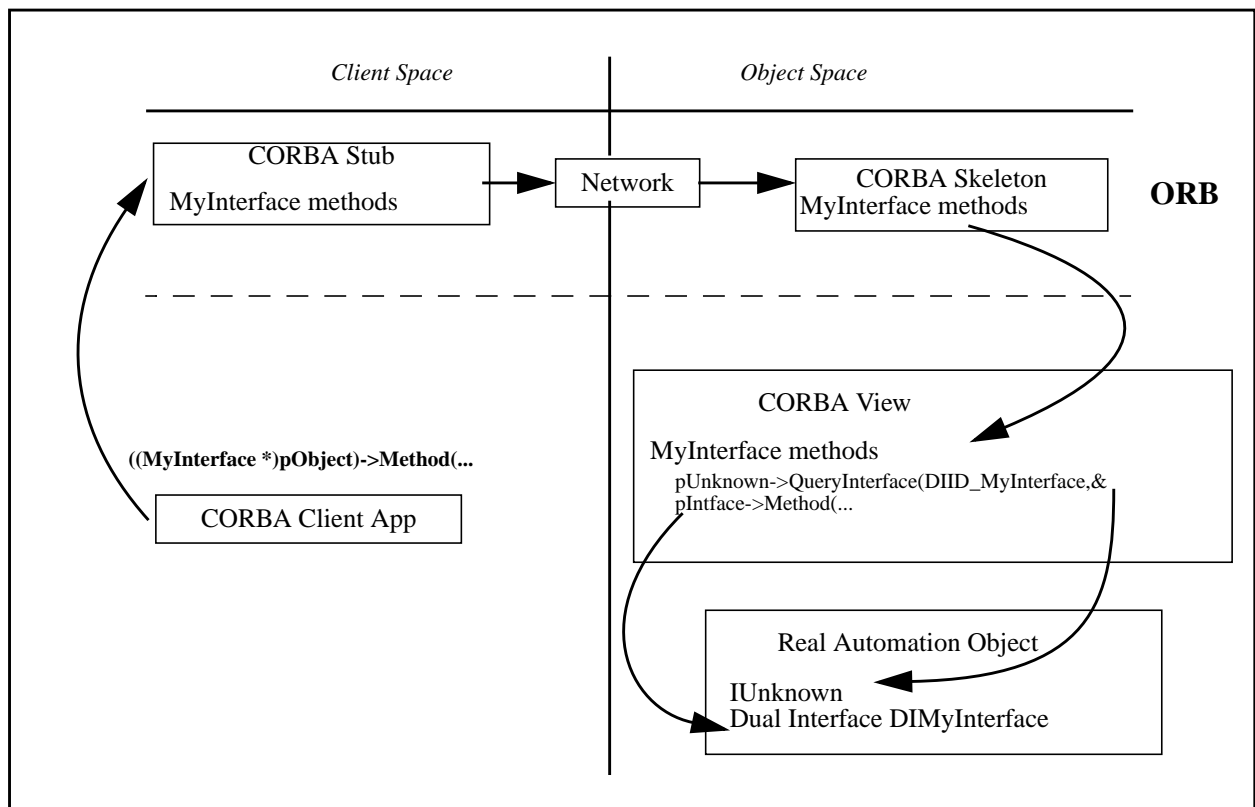 Client Space
Object Space
CORBA Stub
MyInterface methods
Network
CORBA Skeleton
MyInterface methods
ORB
CORBA View
MyInterface methods
pUnknown->QueryInterface(DIID_MyInterface,&
pIntface->Method(...
((MyInterface *)pObject)->Method(...
CORBA Client App
Real Automation Object
IUnknown
Dual Interface DIMyInterface